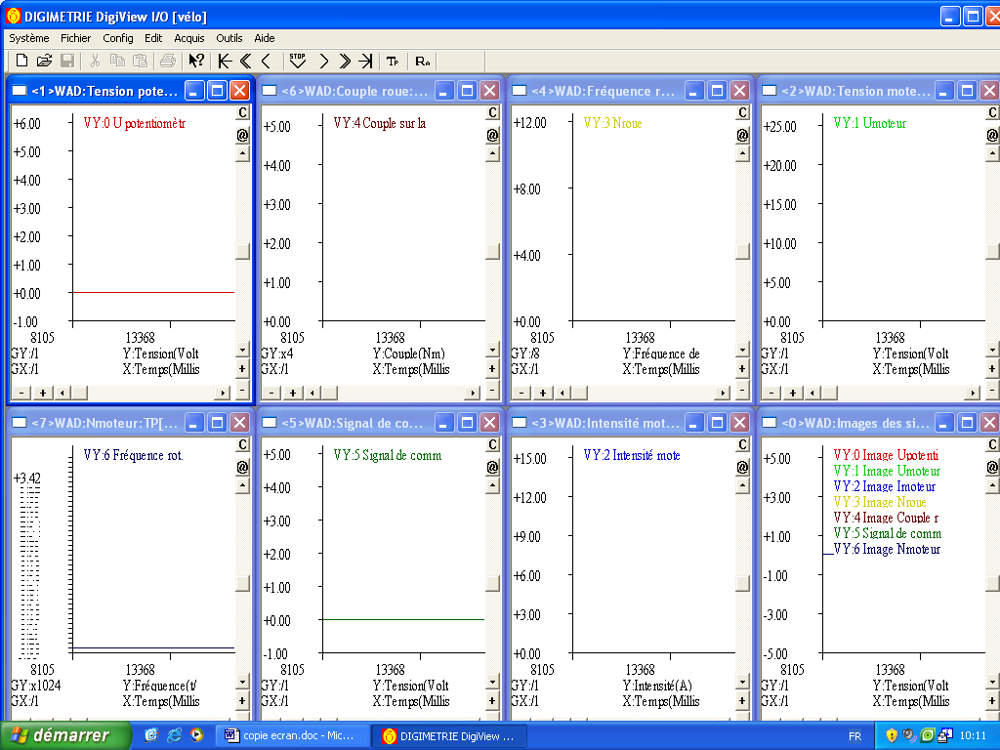 DIGIMETRIE DigiView I/O [vélo]
Système Fichier Config Edit Acquis Outils Aide
STOP TP RA
<1>WAD:Tension pote...
C
@
VY:0 U potentiomètr
+6.00
+5.00
+4.00
+3.00
+2.00
+1.00
+0.00
-1.00
8105 13368
GY:/1 Y:Tension(Volt
GX:/1 X:Temps(Millis
- + +
-
<6>WAD:Couple roue:...
C
@
VY:4 Couple sur la
+5.00
+4.00
+3.00
+2.00
+1.00
+0.00
8105 13368
GY:x4 Y:Couple(Nm)
GX:/1 X:Temps(Millis
- + +
-
<4>WAD:Fréquence r...
C
@
VY:3 Nroue
+12.00
+8.00
+4.00
+0.00
8105 13368
GY:/8 Y:Fréquence de
GX:/1 X:Temps(Millis
- + +
-
<2>WAD:Tension mote...
C
@
VY:1 Umoteur
+25.00
+20.00
+15.00
+10.00
+5.00
+0.00
8105 13368
GY:/1 Y:Tension(Volt
GX:/1 X:Temps(Millis
- + +
-
<7>WAD:Nmoteur:TP[...
C
@
VY:6 Fréquence rot.
+3.42
8105 13368
GY:x1024 Y:Fréquence(t/
GX:/1 X:Temps(Millis
+
<5>WAD:Signal de co...
C
@
VY:5 Signal de comm
+5.00
+4.00
+3.00
+2.00
+1.00
+0.00
-1.00
8105 13368
GY:/1 Y:Tension(Volt
GX:/1 X:Temps(Millis
+
<3>WAD:Intensité mot...
C
@
VY:2 Intensité mote
+15.00
+12.00
+9.00
+6.00
+3.00
+0.00
8105 13368
GY:/1 Y:Intensité(A)
GX:/1 X:Temps(Millis
+
<0>WAD:Images des si...
C
@
VY:0 Image Upotenti
VY:1 Image Umoteur
VY:2 Image Imoteur
VY:3 Image Nroue
VY:4 Image Couple r
VY:5 Signal de comm
VY:6 Image Nmoteur
+5.00
+3.00
+1.00
-1.00
-3.00
-5.00
8105 13368
GY:/1 Y:Tension(Volt
GX:/1 X:Temps(Millis
+
démarrer copie ecran.doc - Mic... DIGIMETRIE DigiView ... FR 10:11